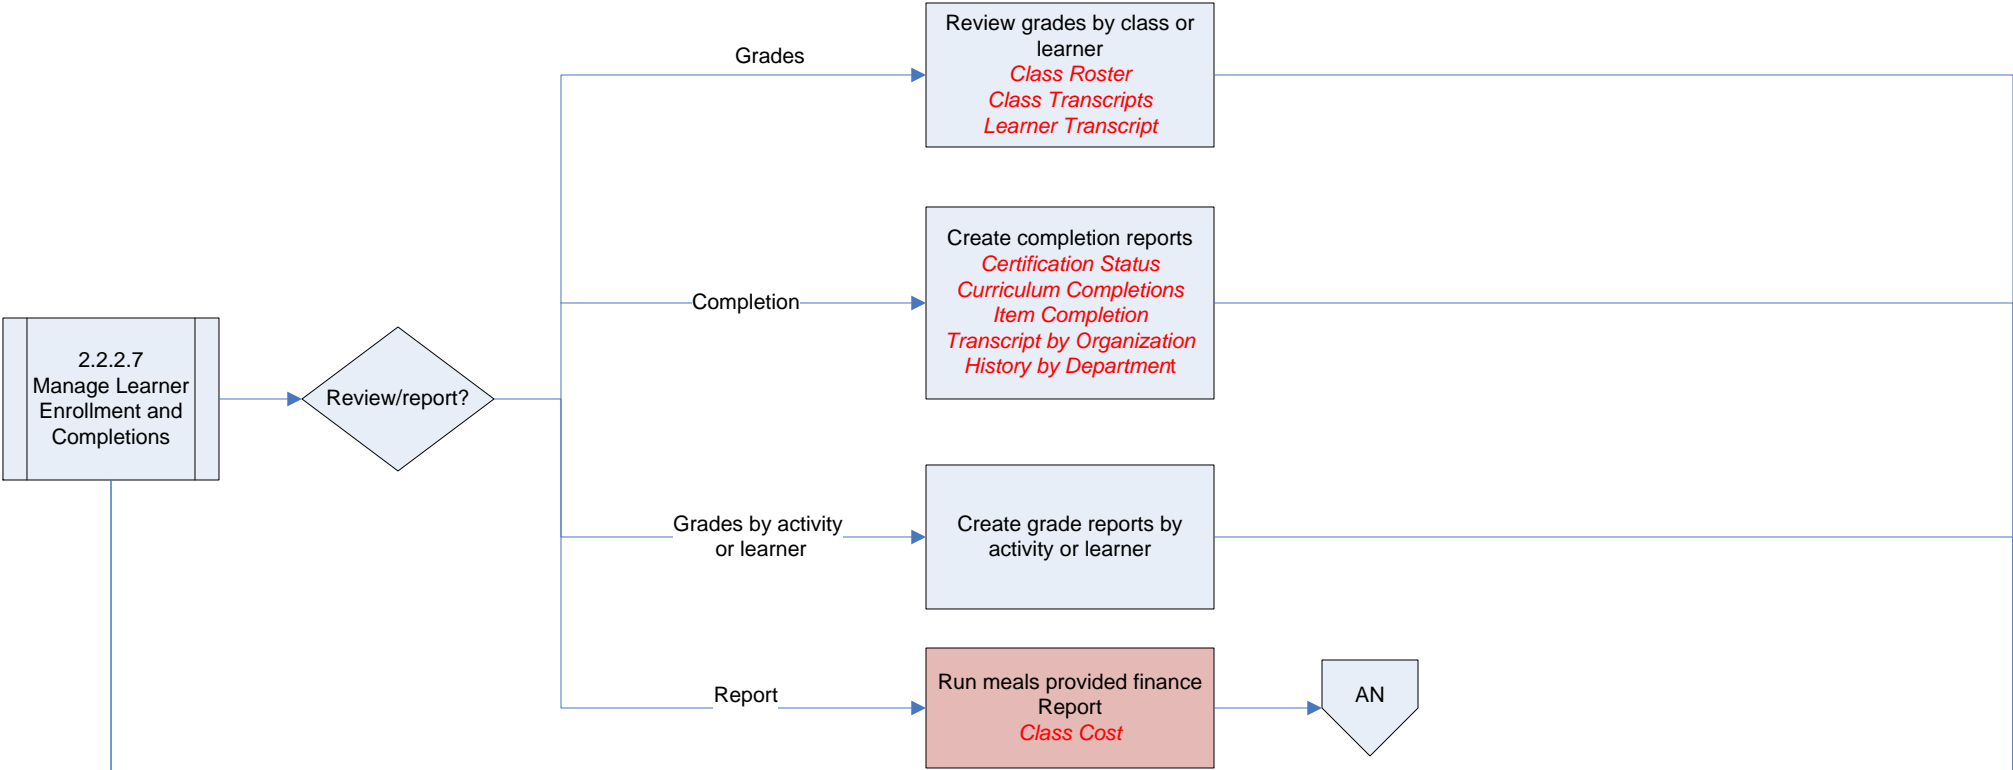 2.2.2.7
Manage Learner
Enrollment and
Completions
Review/report?
Grades
Review grades by class or
learner
Class Roster
Class Transcripts
Learner Transcript
Completion
Create completion reports
Certification Status
Curriculum Completions
Item Completion
Transcript by Organization
History by Department
Grades by activity
or learner
Create grade reports by
activity or learner
Report
Run meals provided finance
Report
Class Cost
AN